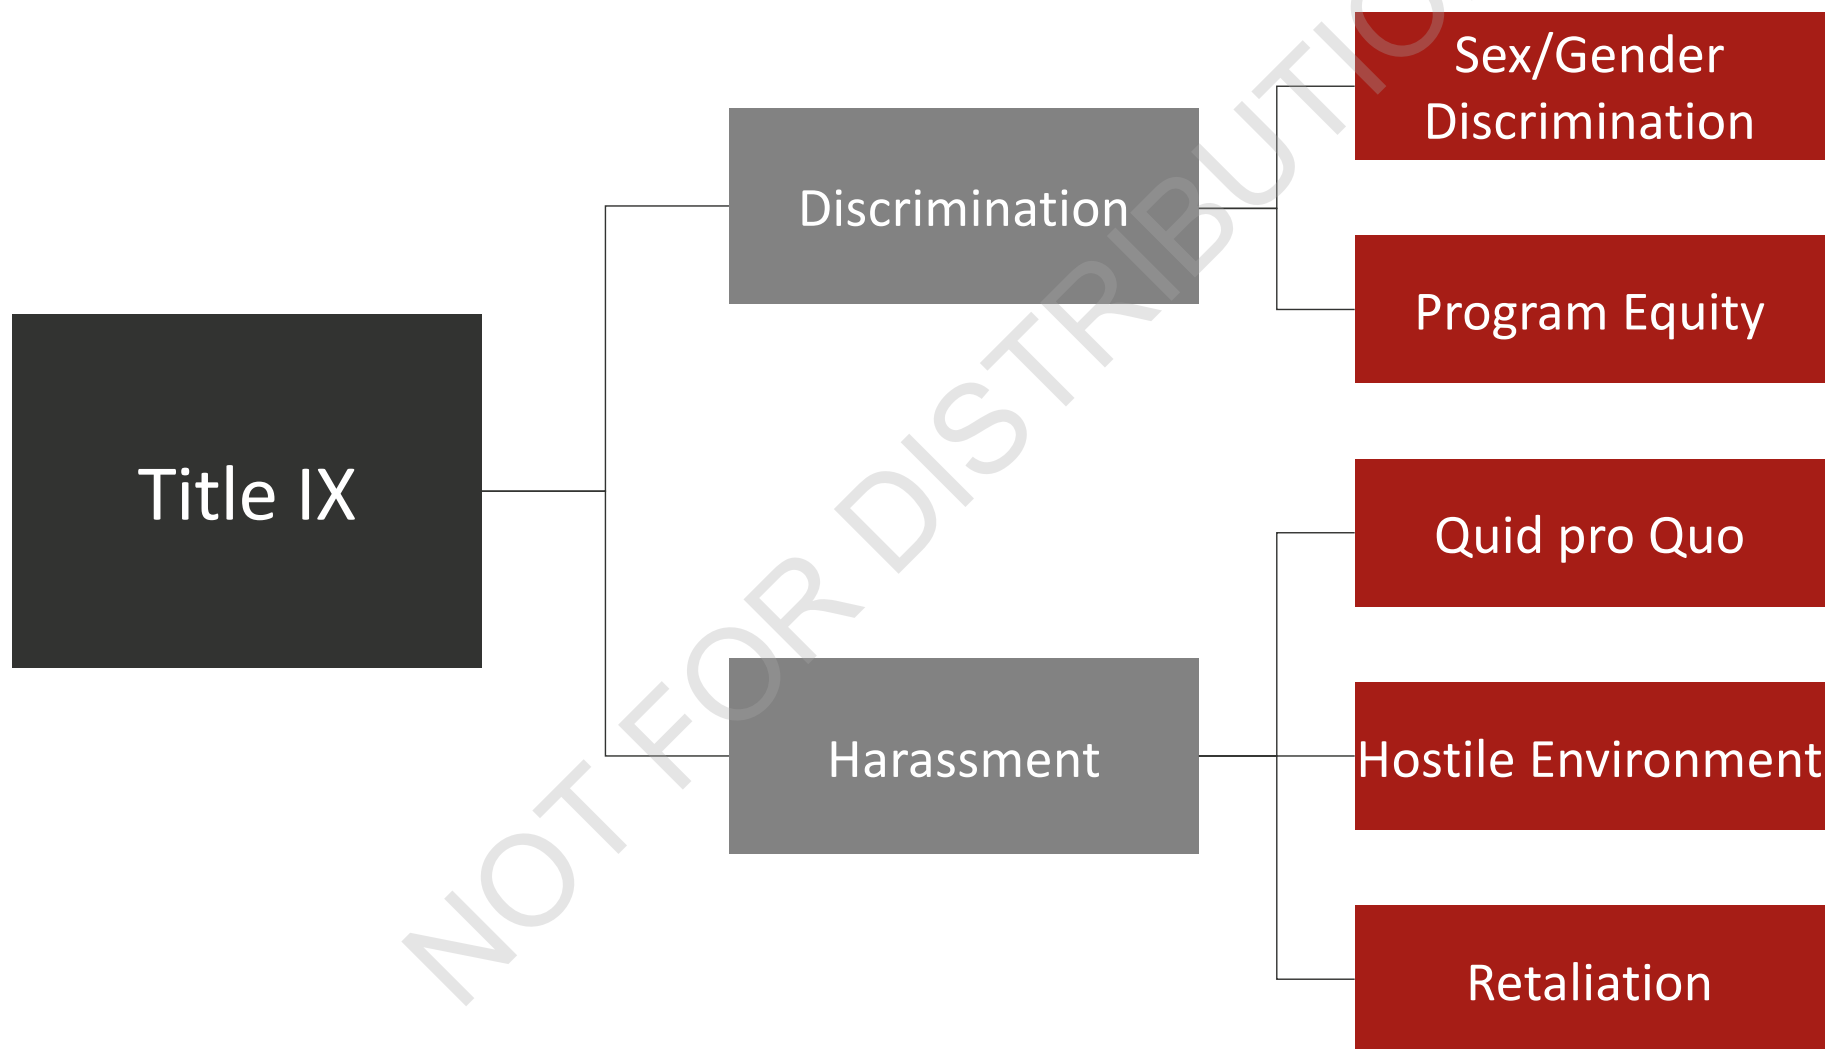 Title IX
Discrimination
Sex/Gender
Discrimination
Program Equity
Harassment
Quid pro Quo
Hostile Environment
Retaliation
NOT FOR DISTRIBUTIO